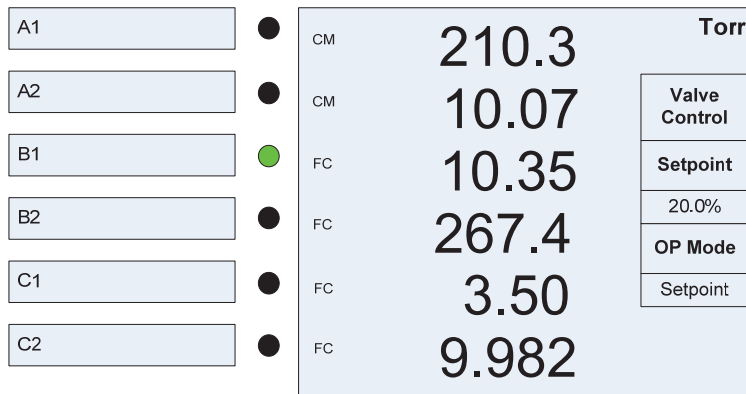 A1
A2
B1
B2
C1
C2
CM 210.3
CM 10.07
FC 10.35
FC 267.4
FC 3.50
FC 9.982
Torr
Valve
Control
Setpoint
20.0%
OP Mode
Setpoint